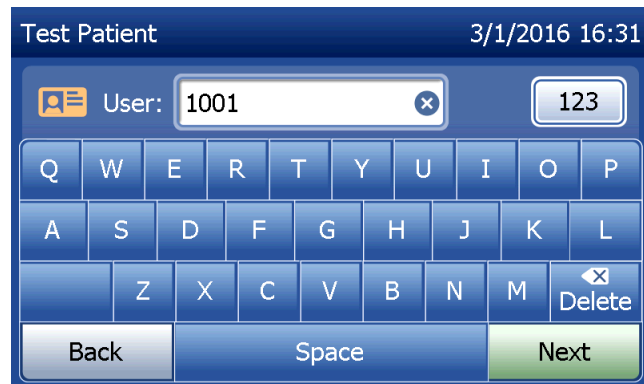 Test Patient 3/1/2016 16:31
User: 1001 123
Q W E R T Y U I O P
A S D F G H J K L
Z X C V B N M Delete
Back Space Next